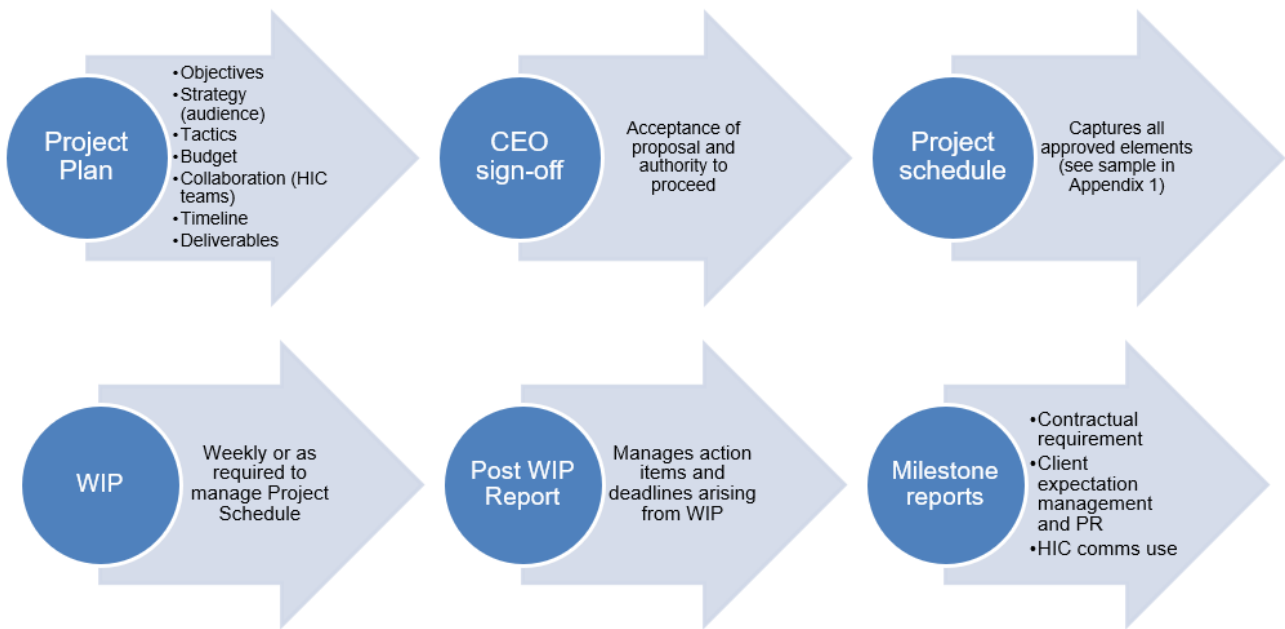 Project
Plan
•Objectives
•Strategy
(audience)
•Tactics
•Budget
•Collaboration (HIC
teams)
•Timeline
•Deliverables
CEO
sign-off
Acceptance of
proposal and
authority to
proceed
Project
schedule
Captures all
approved elements
(see sample in
Appendix 1)
WIP
Weekly or as
required to
manage Project
Schedule
Post WIP
Report
Manages action
items and
deadlines arising
from WIP
Milestone
reports
•Contractual
requirement
•Client
expectation
management
and PR
•HIC comms use